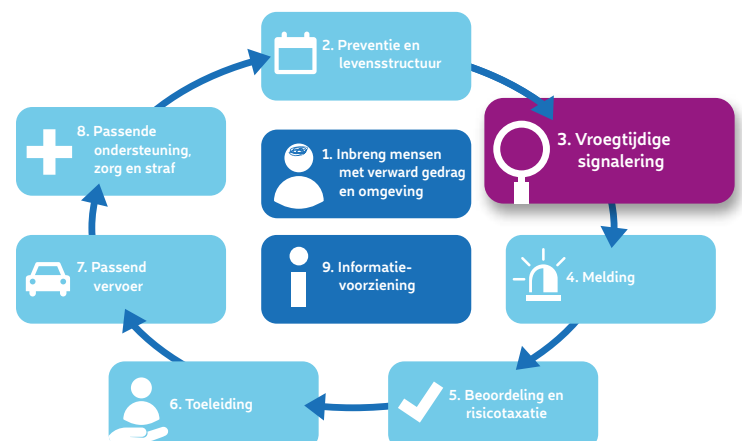 2. Preventie en
levensstructuur
8. Passende
ondersteuning,
zorg en straf
1. Inbreng mensen
met verward gedrag
en omgeving
3. Vroegtijdige
signalering
7. Passend
vervoer
9. Informatie-
voorziening
4. Melding
6. Toeleiding
5. Beoordeling en
risicotaxatie